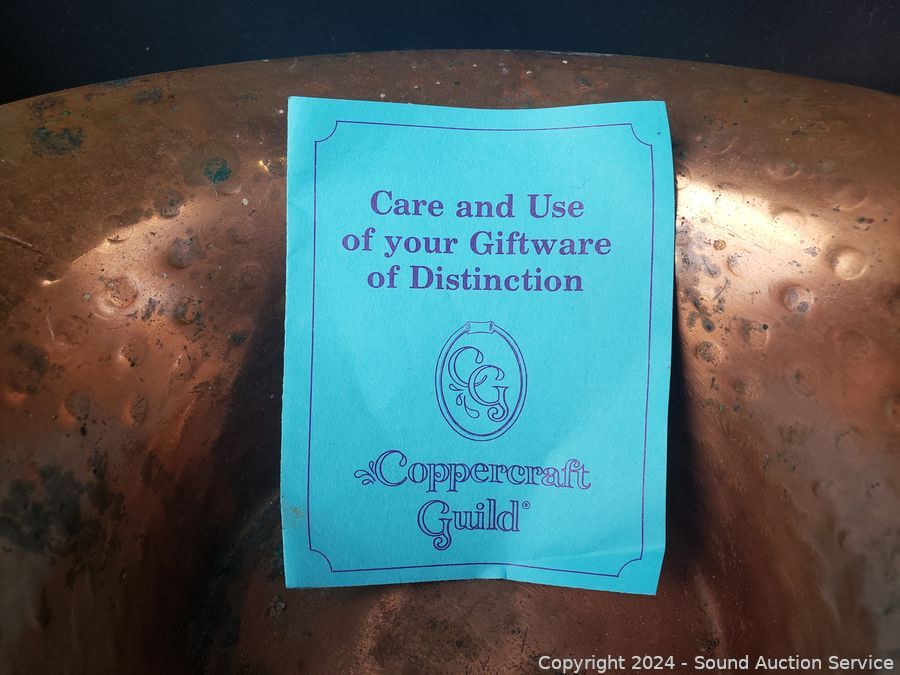 Care and Use
of your Giftware
of Distinction
CG
Coppercraft
Guild®
Copyright 2024 - Sound Auction Service